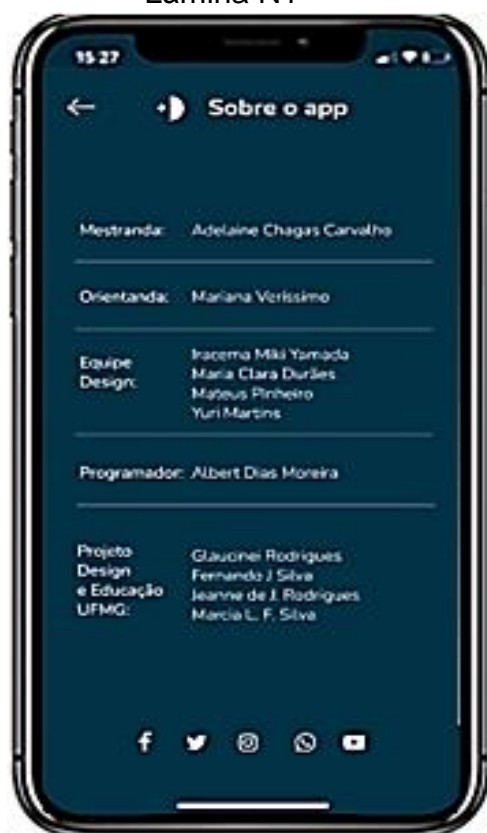 Lâmina N1
15:27
Sobre o app
Mestranda: Adelaine Chagas Carvalho
Orientanda: Mariana Veríssimo
Equipe Design:
Iracema Miki Yamada
Maria Clara Durães
Mateus Pinheiro
Yuri Martins
Programador: Albert Dias Moreira
Projeto
Design
e Educação
UFMG:
Glaucinei Rodrigues
Fernando J Silva
Jeanne de J. Rodrigues
Marcia L. F. Silva